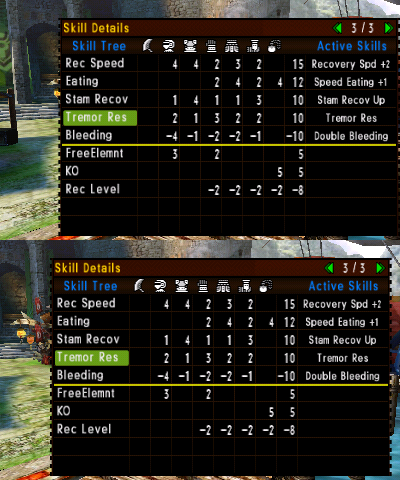 Skill Details 3/3
Skill Tree Active Skills
Rec Speed 4 4 2 3 2 15 Recovery Spd +2
Eating 2 4 2 4 12 Speed Eating +1
Stam Recov 1 4 1 1 3 10 Stam Recov Up
Tremor Res 2 1 3 2 2 10 Tremor Res
Bleeding -4 -1 -2 -2 -1 -10 Double Bleeding
FreeElemnt 3 2 5
KO 5 5
Rec Level -2 -2 -2 -2 -8
Skill Details 3/3
Skill Tree Active Skills
Rec Speed 4 4 2 3 2 15 Recovery Spd +2
Eating 2 4 2 4 12 Speed Eating +1
Stam Recov 1 4 1 1 3 10 Stam Recov Up
Tremor Res 2 1 3 2 2 10 Tremor Res
Bleeding -4 -1 -2 -2 -1 -10 Double Bleeding
FreeElemnt 3 2 5
KO 5 5
Rec Level -2 -2 -2 -2 -8